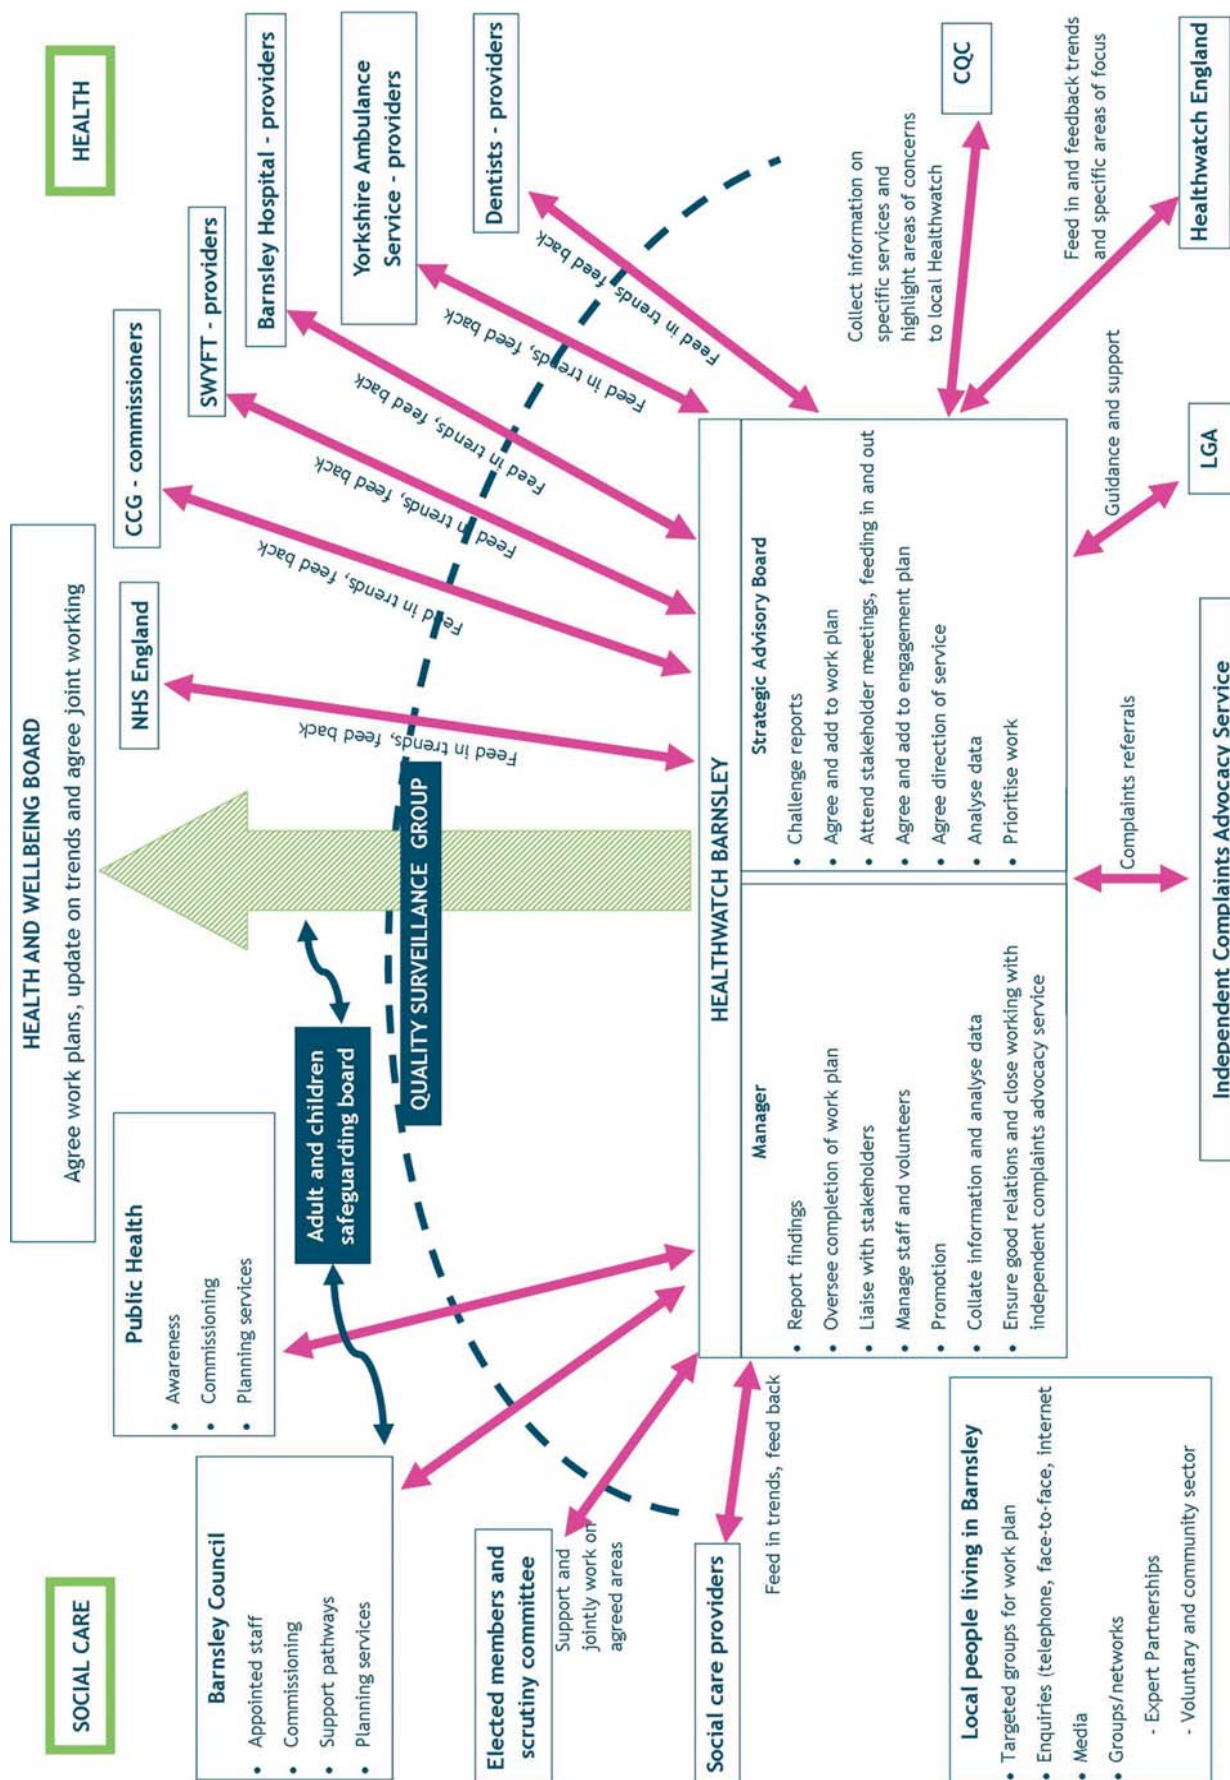 SOCIAL CARE
HEALTH
HEALTH AND WELLBEING BOARD
Agree work plans, update on trends and agree joint working
Barnsley Council
• Appointed staff
• Commissioning
• Support pathways
• Planning services
Public Health
• Awareness
• Commissioning
• Planning services
Adult and children
safeguarding board
QUALITY SURVEILLANCE GROUP
NHS England
CCG - commissioners
SWYFT - providers
Barnsley Hospital - providers
Yorkshire Ambulance
Service - providers
Dentists - providers
Feed in trends, feed back
Feed in trends, feed back
Feed in trends, feed back
Feed in trends, feed back
Feed in trends, feed back
Feed in trends, feed back
Elected members and
scrutiny committee
Support and
jointly work on
agreed areas
Social care providers
Feed in trends, feed back
HEALTHWATCH BARNSLEY
Manager
• Report findings
• Oversee completion of work plan
• Liaise with stakeholders
• Manage staff and volunteers
• Promotion
• Collate information and analyse data
• Ensure good relations and close working with
independent complaints advocacy service
Strategic Advisory Board
• Challenge reports
• Agree and add to work plan
• Attend stakeholder meetings, feeding in and out
• Agree and add to engagement plan
• Agree direction of service
• Analyse data
• Prioritise work
Collect information on
specific services and
highlight areas of concerns
to local Healthwatch
CQC
Feed in and feedback trends
and specific areas of focus
Healthwatch England
Guidance and support
LGA
Complaints referrals
Independent Complaints Advocacy Service
Local people living in Barnsley
• Targeted groups for work plan
• Enquiries (telephone, face-to-face, internet
• Media
• Groups/networks
- Expert Partnerships
- Voluntary and community sector